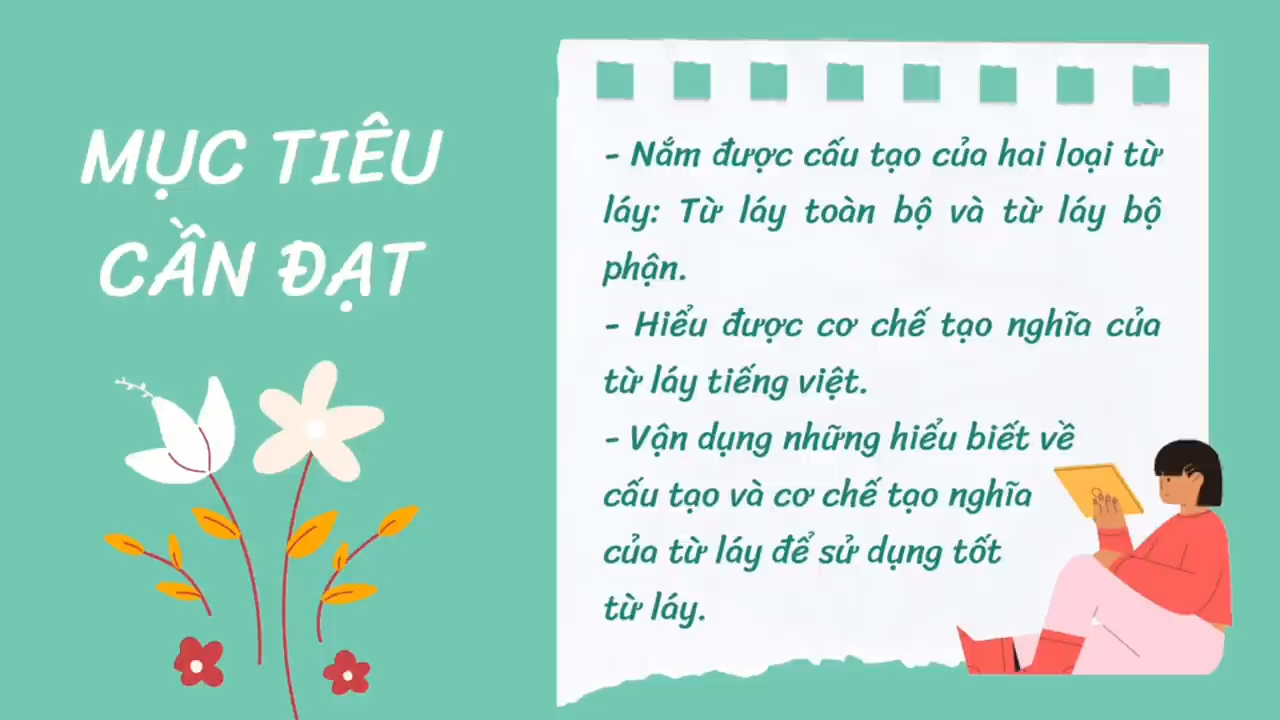 MỤC TIÊU
CẦN ĐẠT
- Nắm được cấu tạo của hai loại từ
láy: Từ láy toàn bộ và từ láy bộ
phận.
- Hiểu được cơ chế tạo nghĩa của
từ láy tiếng việt.
- Vận dụng những hiểu biết về
cấu tạo và cơ chế tạo nghĩa
của từ láy để sử dụng tốt
từ láy.